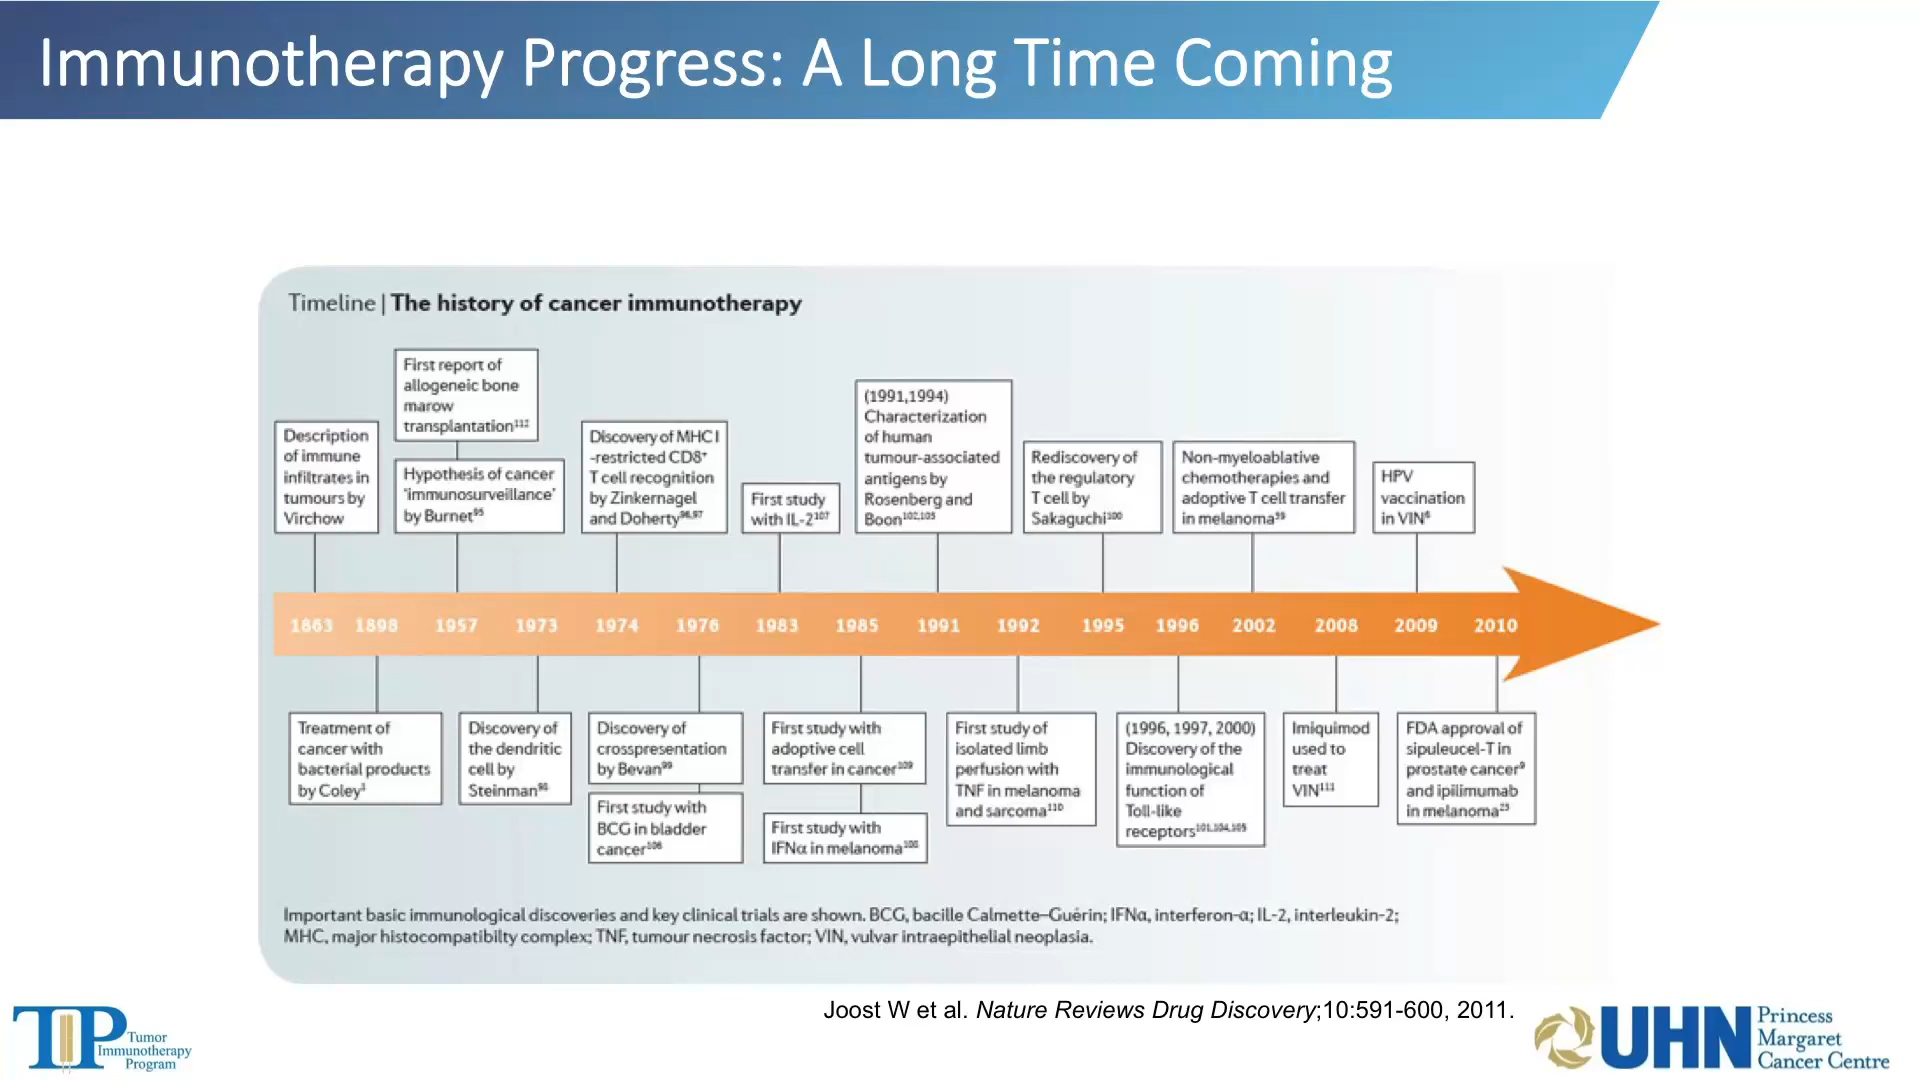 Immunotherapy Progress: A Long Time Coming
Timeline | The history of cancer immunotherapy
Description
of immune
infiltrates in
tumours by
Virchow
First report of
allogeneic bone
marow
transplantation¹¹²
Hypothesis of cancer
'immunosurveillance'
by Burnet⁹⁵
Discovery of MHC I
-restricted CD8⁺
T cell recognition
by Zinkernagel
and Doherty⁹⁶,⁹⁷
First study
with IL-2¹⁰⁷
(1991,1994)
Characterization
of human
tumour-associated
antigens by
Rosenberg and
Boon¹⁰²,¹⁰³
Rediscovery of
the regulatory
T cell by
Sakaguchi¹⁰⁰
Non-myeloablative
chemotherapies and
adoptive T cell transfer
in melanoma⁵⁹
HPV
vaccination
in VIN⁶
1863 1898 1957 1973 1974 1976 1983 1985 1991 1992 1995 1996 2002 2008 2009 2010
Treatment of
cancer with
bacterial products
by Coley³
Discovery of
the dendritic
cell by
Steinman⁹⁸
Discovery of
crosspresentation
by Bevan⁹⁹
First study with
BCG in bladder
cancer¹⁰⁶
First study with
adoptive cell
transfer in cancer¹⁰⁹
First study with
IFNα in melanoma¹⁰⁸
First study of
isolated limb
perfusion with
TNF in melanoma
and sarcoma¹¹⁰
(1996, 1997, 2000)
Discovery of the
immunological
function of
Toll-like
receptors¹⁰¹,¹⁰⁴,¹⁰⁵
Imiquimod
used to
treat
VIN¹¹¹
FDA approval of
sipuleucel-T in
prostate cancer⁹
and ipilimumab
in melanoma²⁵
Important basic immunological discoveries and key clinical trials are shown. BCG, bacille Calmette–Guérin; IFNα, interferon-α; IL-2, interleukin-2;
MHC, major histocompatibilty complex; TNF, tumour necrosis factor; VIN, vulvar intraepithelial neoplasia.
Joost W et al. Nature Reviews Drug Discovery;10:591-600, 2011.
TIP Tumor
Immunotherapy
Program
UHN Princess
Margaret
Cancer Centre